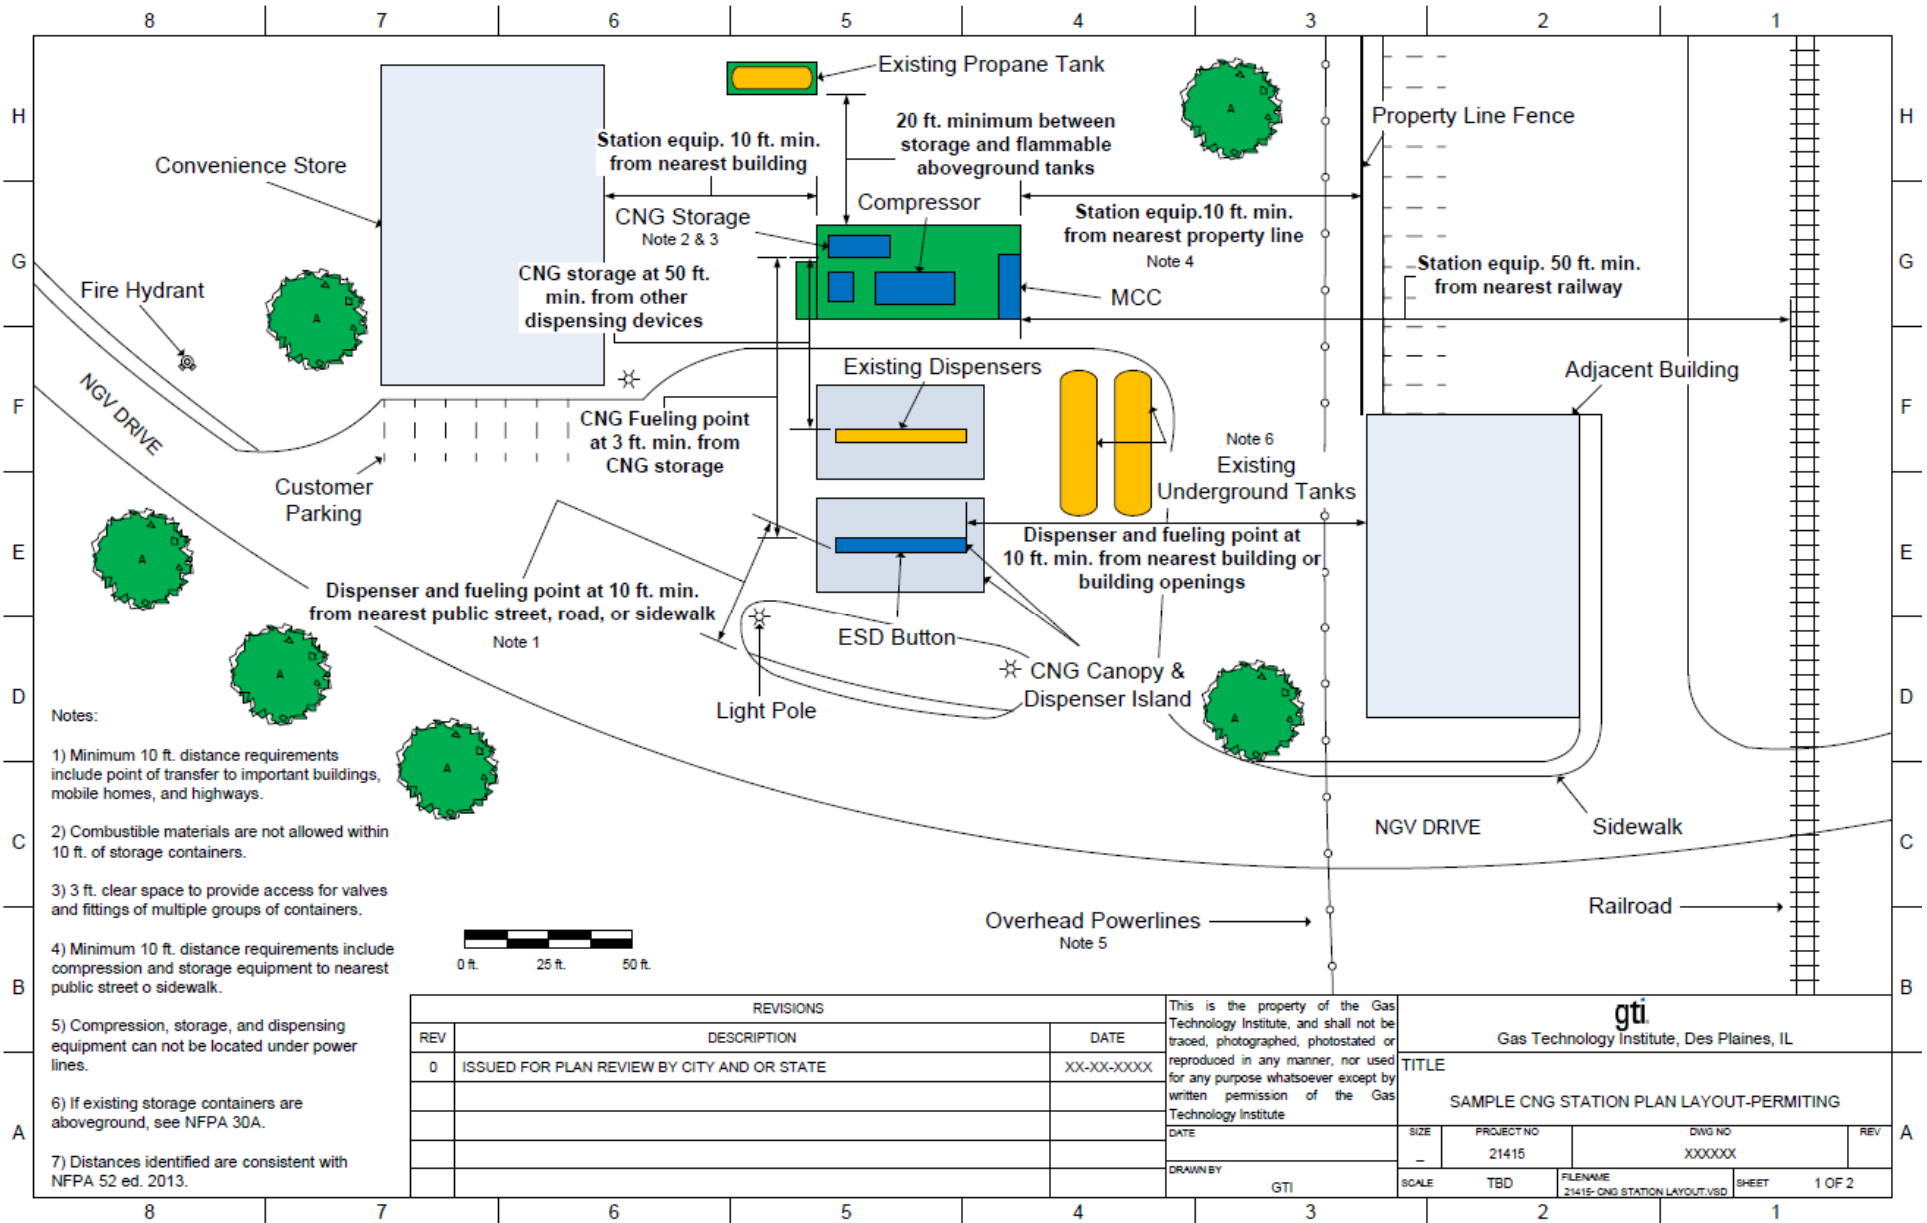 8 7 6 5 4 3 2 1
H
G
F
E
D
C
B
A
H
G
F
E
D
C
B
A
Existing Propane Tank
Property Line Fence
Station equip. 10 ft. min.
from nearest building
20 ft. minimum between
storage and flammable
aboveground tanks
Convenience Store
CNG Storage
Note 2 & 3
Compressor
Station equip.10 ft. min.
from nearest property line
Note 4
Station equip. 50 ft. min.
from nearest railway
Fire Hydrant
CNG storage at 50 ft.
min. from other
dispensing devices
MCC
NGV DRIVE
Existing Dispensers
Adjacent Building
CNG Fueling point
at 3 ft. min. from
CNG storage
Note 6
Existing
Underground Tanks
Customer
Parking
Dispenser and fueling point at
10 ft. min. from nearest building or
building openings
Dispenser and fueling point at 10 ft. min.
from nearest public street, road, or sidewalk
Note 1
ESD Button
CNG Canopy &
Dispenser Island
Light Pole
A
A
A
A
A
A
A
NGV DRIVE
Sidewalk
Railroad
Overhead Powerlines
Note 5
Notes:
1) Minimum 10 ft. distance requirements
include point of transfer to important buildings,
mobile homes, and highways.
2) Combustible materials are not allowed within
10 ft. of storage containers.
3) 3 ft. clear space to provide access for valves
and fittings of multiple groups of containers.
4) Minimum 10 ft. distance requirements include
compression and storage equipment to nearest
public street o sidewalk.
5) Compression, storage, and dispensing
equipment can not be located under power
lines.
6) If existing storage containers are
aboveground, see NFPA 30A.
7) Distances identified are consistent with
NFPA 52 ed. 2013.
0 ft. 25 ft. 50 ft.
REVISIONS
REV DESCRIPTION DATE
0 ISSUED FOR PLAN REVIEW BY CITY AND OR STATE XX-XX-XXXX
This is the property of the Gas
Technology Institute, and shall not be
traced, photographed, photostated or
reproduced in any manner, nor used
for any purpose whatsoever except by
written permission of the Gas
Technology Institute
DATE
DRAWN BY
GTI
gti.
Gas Technology Institute, Des Plaines, IL
TITLE
SAMPLE CNG STATION PLAN LAYOUT-PERMITING
SIZE PROJECT NO DWG NO REV
_ 21415 XXXXXX
SCALE TBD FILENAME
21415- CNG STATION LAYOUT.VSD SHEET 1 OF 2
8 7 6 5 4 3 2 1